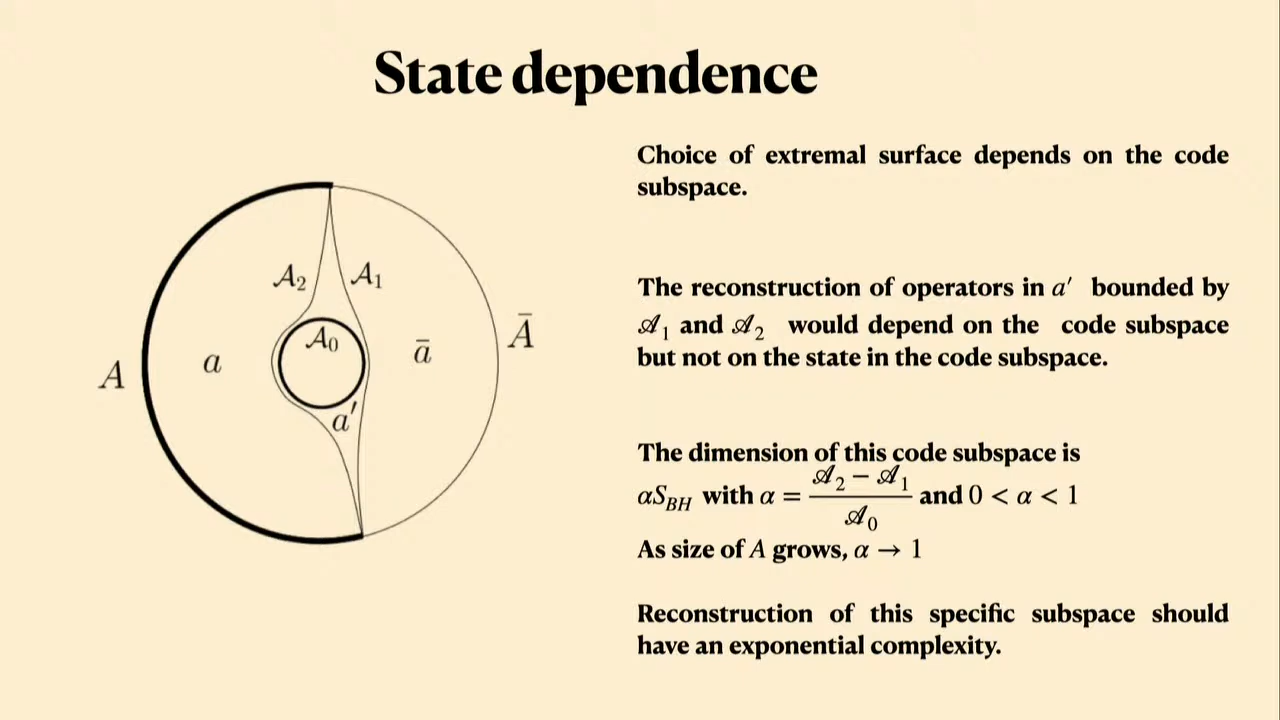 State dependence
Choice of extremal surface depends on the code
subspace.
𝒜₂ 𝒜₁
The reconstruction of operators in a′ bounded by
𝒜₁ and 𝒜₂ would depend on the code subspace
but not on the state in the code subspace.
𝒜₀
A a ā Ā
a′
The dimension of this code subspace is
αS_BH with α = (𝒜₂ − 𝒜₁)/𝒜₀ and 0 < α < 1
As size of A grows, α → 1
Reconstruction of this specific subspace should
have an exponential complexity.